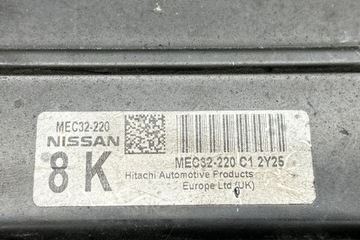 MEC32-220
NISSAN
8 K
MEC32-220 C1 2Y25
Hitachi Automotive Products
Europe Ltd (UK)